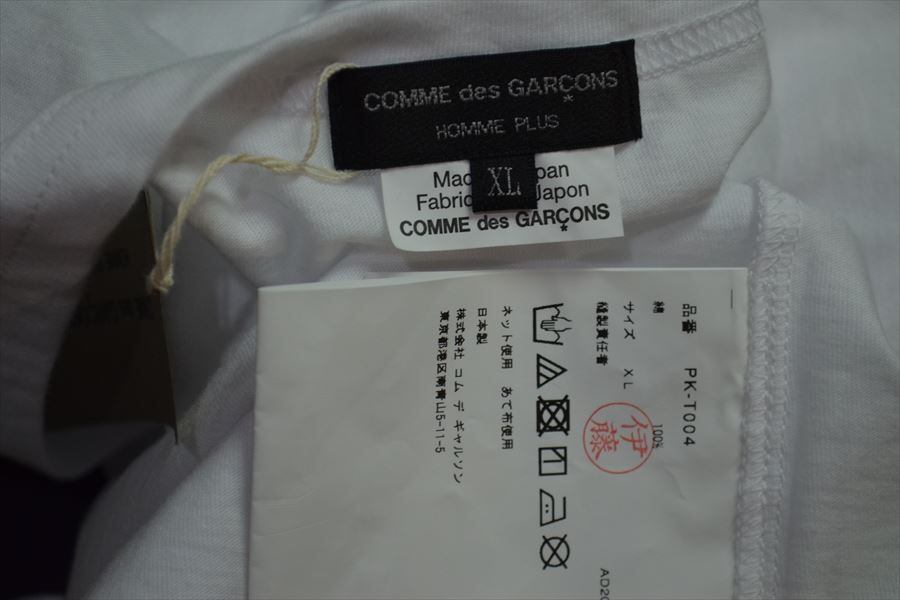 COMME des GARÇONS
HOMME PLUS
XL
Japan
Fabric Japon
COMME des GARÇONS
品番 PK-T004
綿 100%
サイズ XL
縫製責任者
伊藤
ネット使用 あて布使用
日本製
株式会社 コム デ ギャルソン
東京都港区南青山5-11-5